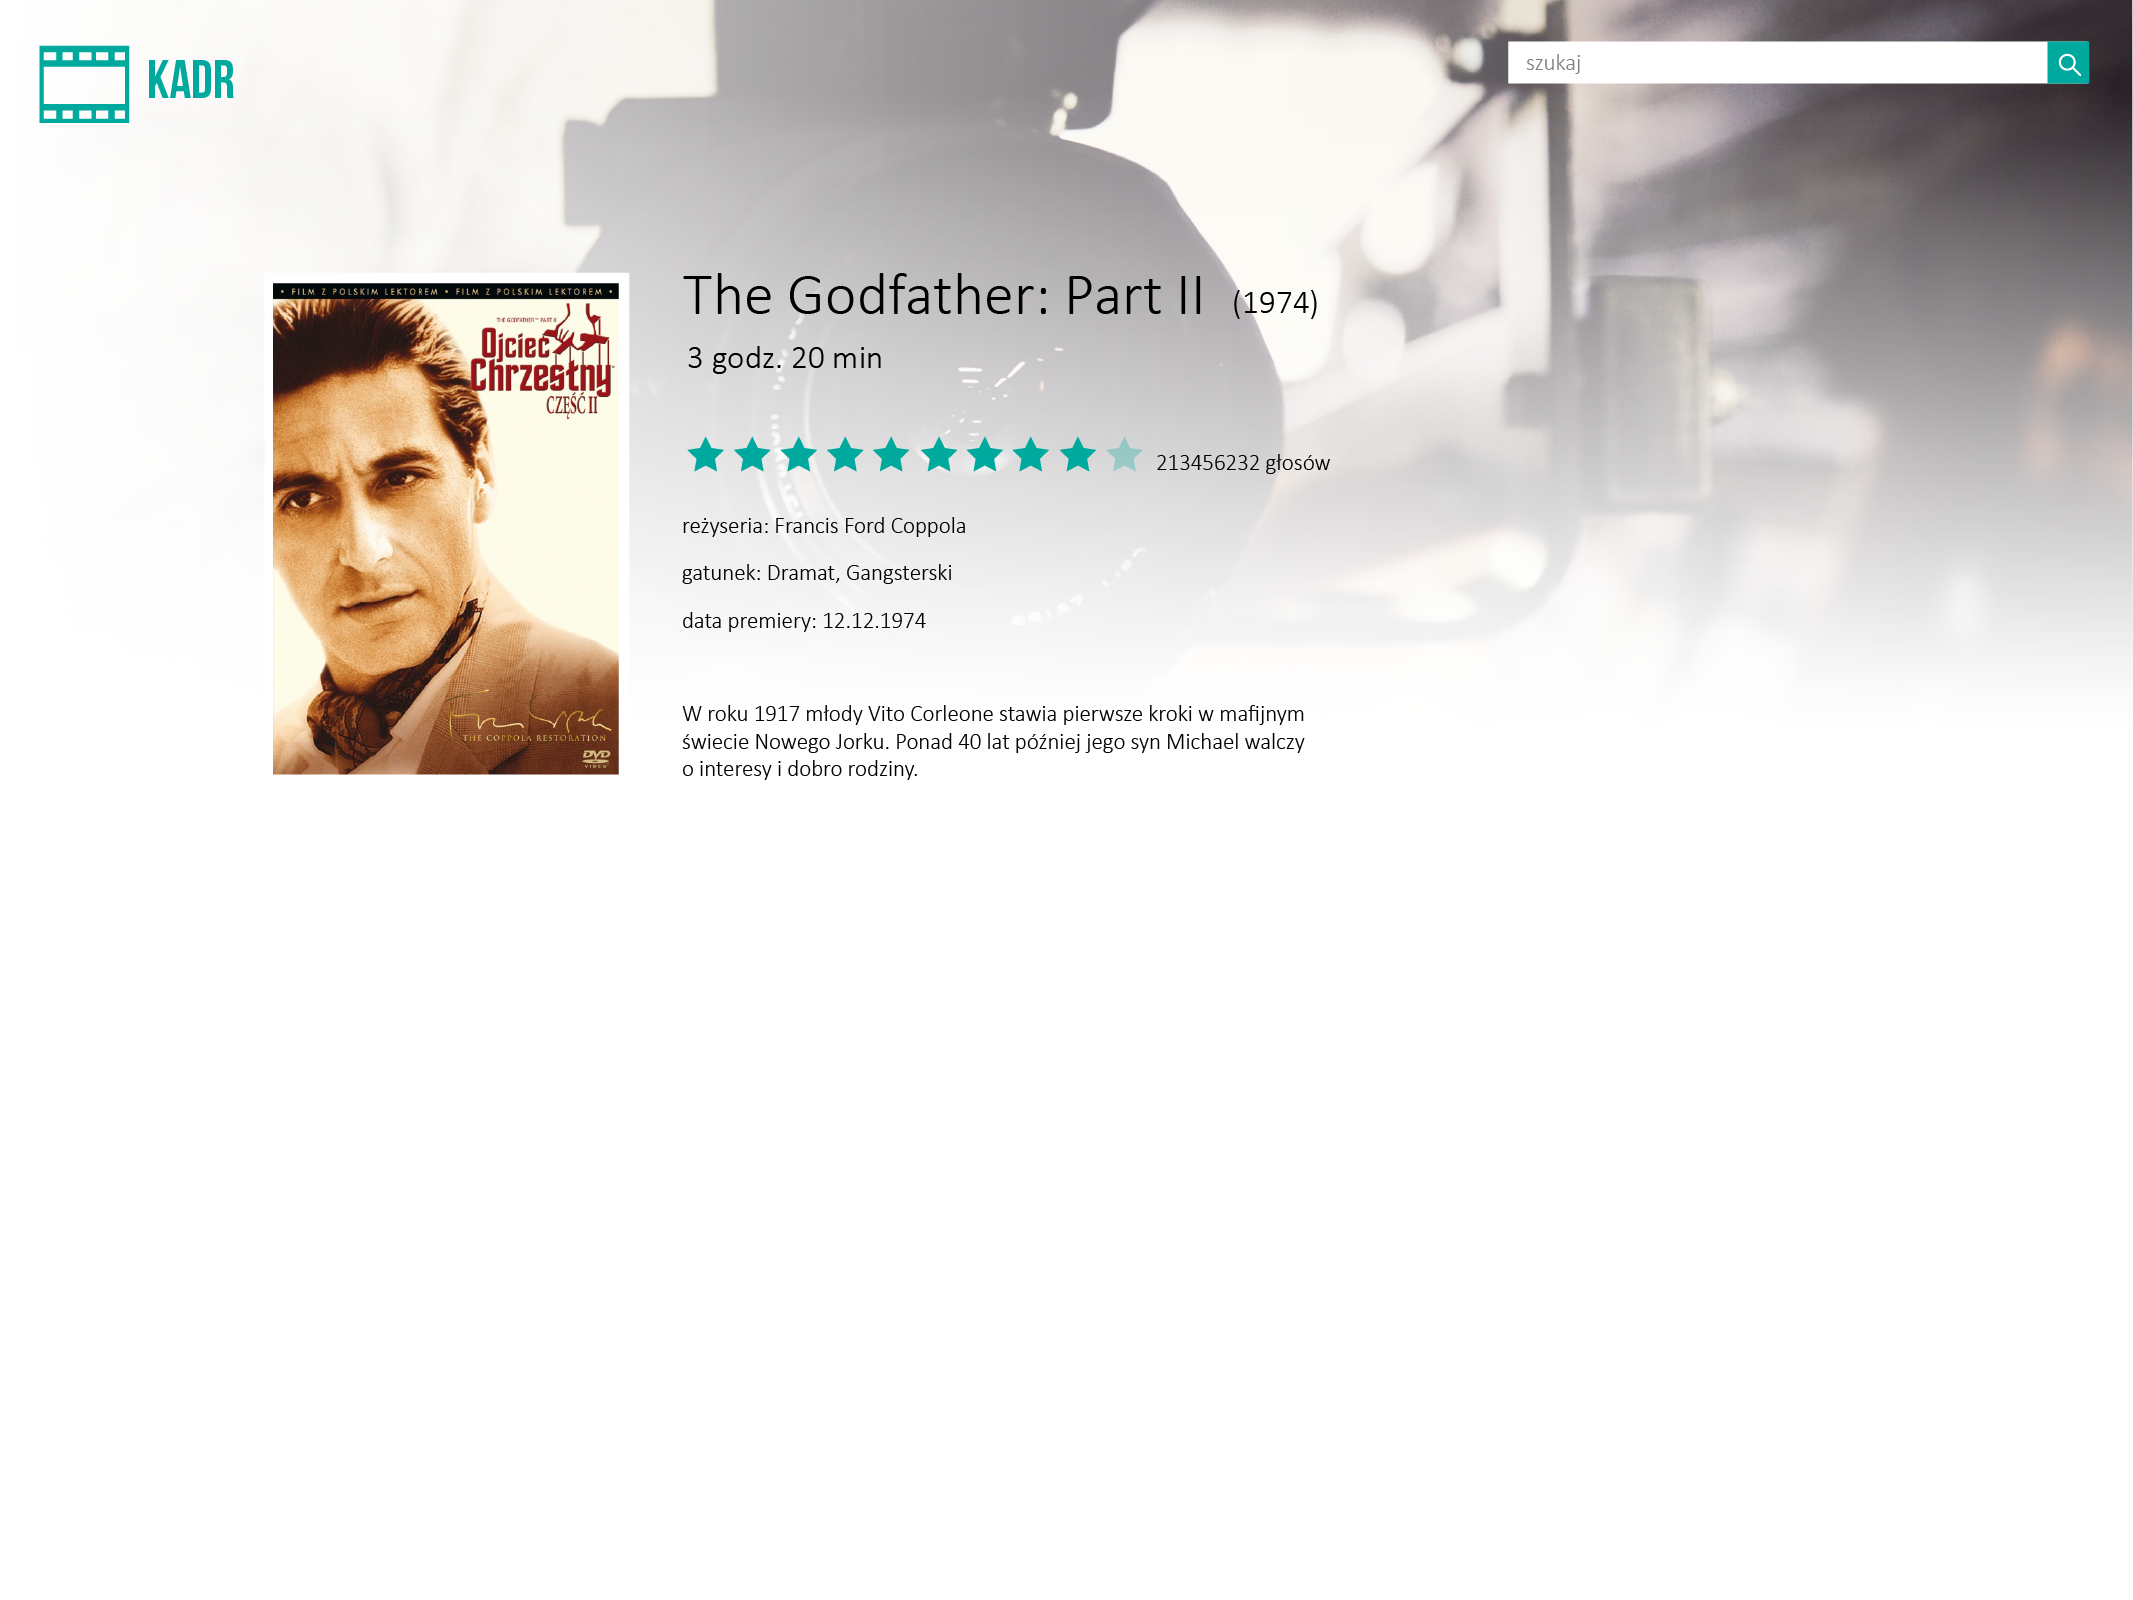 KADR
szukaj
• FILM Z POLSKIM LEKTOREM • FILM Z POLSKIM LEKTOREM •
THE GODFATHER™ PART II
Ojciec
Chrzestny
CZĘŚĆ II
THE COPPOLA RESTORATION
DVD
VIDEO
The Godfather: Part II (1974)
3 godz. 20 min
213456232 głosów
reżyseria: Francis Ford Coppola
gatunek: Dramat, Gangsterski
data premiery: 12.12.1974
W roku 1917 młody Vito Corleone stawia pierwsze kroki w mafijnym
świecie Nowego Jorku. Ponad 40 lat później jego syn Michael walczy
o interesy i dobro rodziny.